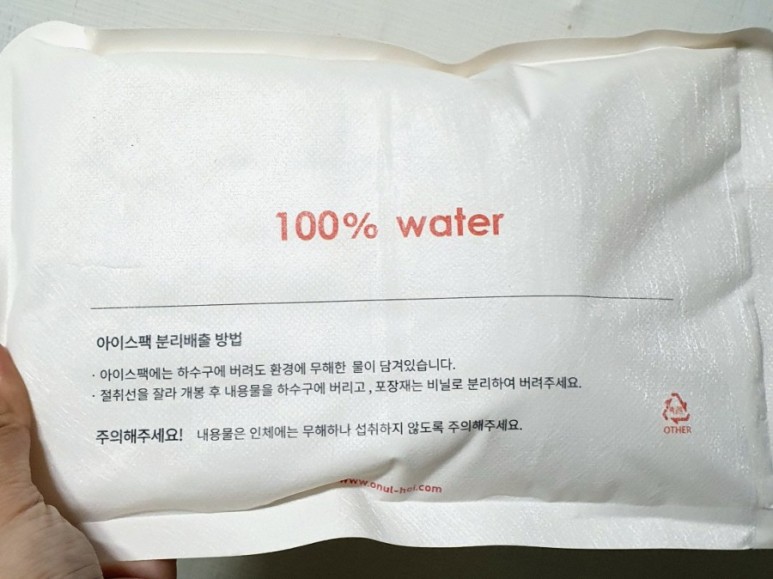 100% water
아이스팩 분리배출 방법
· 아이스팩에는 하수구에 버려도 환경에 무해한 물이 담겨있습니다.
· 절취선을 잘라 개봉 후 내용물을 하수구에 버리고, 포장재는 비닐로 분리하여 버려주세요.
주의해주세요! 내용물은 인체에는 무해하나 섭취하지 않도록 주의해주세요.
OTHER